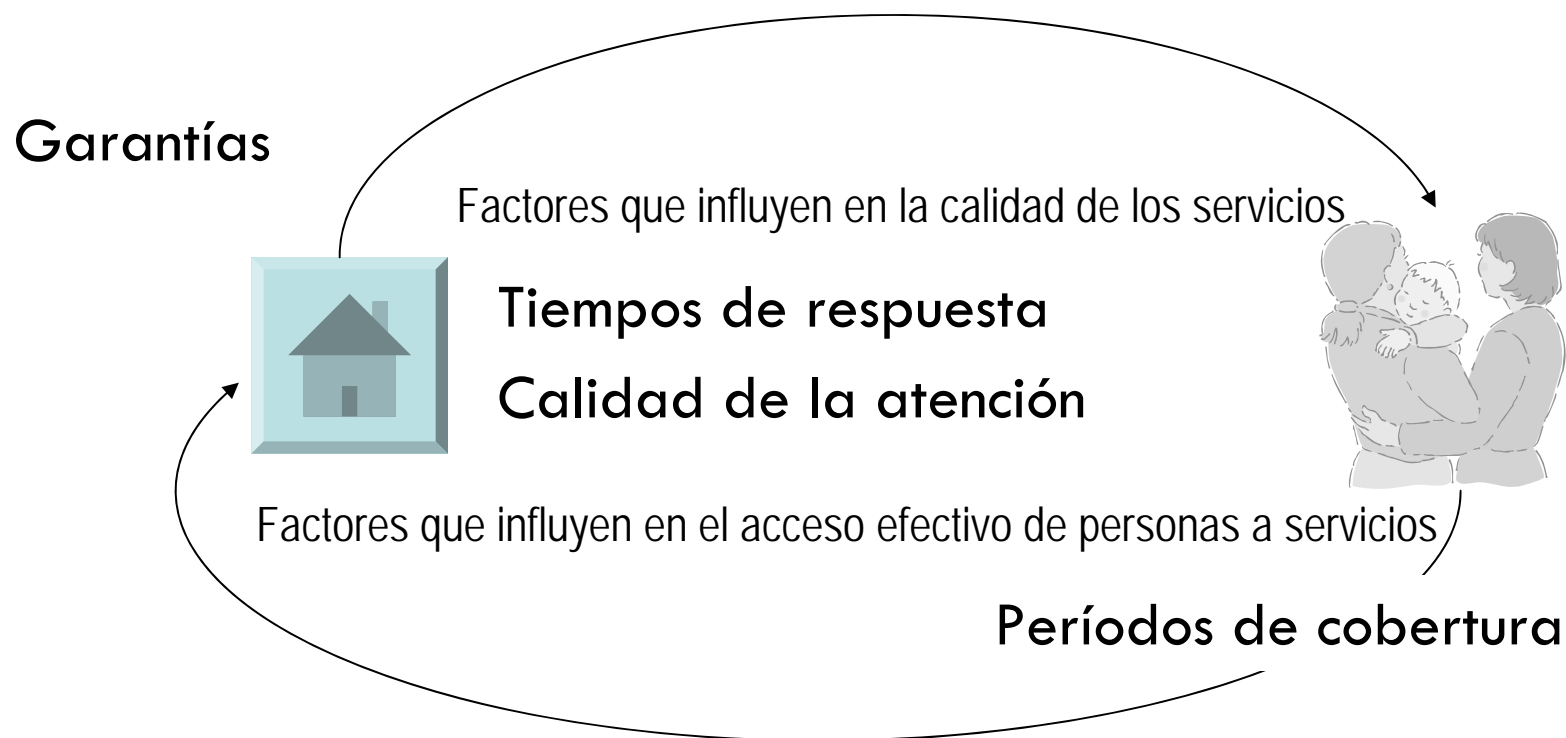 Garantías
Factores que influyen en la calidad de los servicios
Tiempos de respuesta
Calidad de la atención
Factores que influyen en el acceso efectivo de personas a servicios
Períodos de cobertura